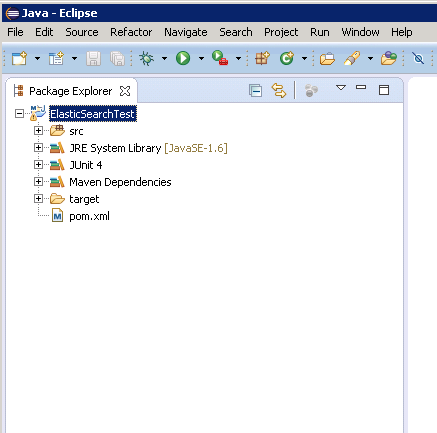 Java - Eclipse
File Edit Source Refactor Navigate Search Project Run Window Help
Package Explorer
ElasticSearchTest
src
JRE System Library [JavaSE-1.6]
JUnit 4
Maven Dependencies
target
pom.xml